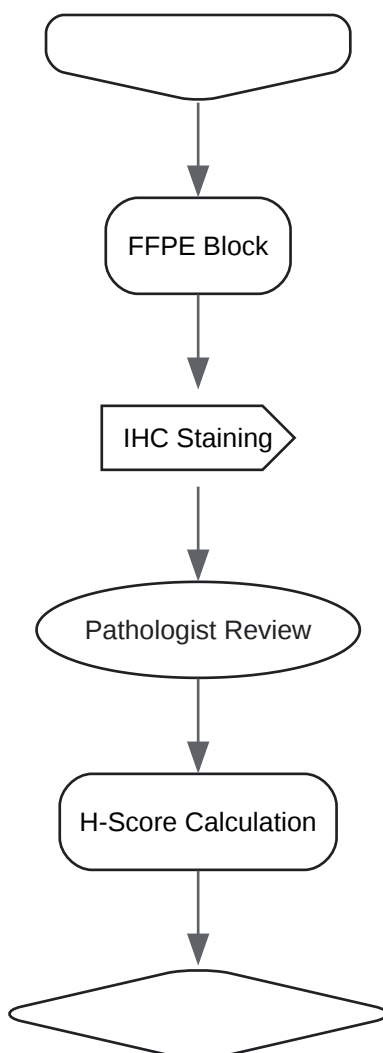 FFPE Block
IHC Staining
Pathologist Review
H-Score Calculation